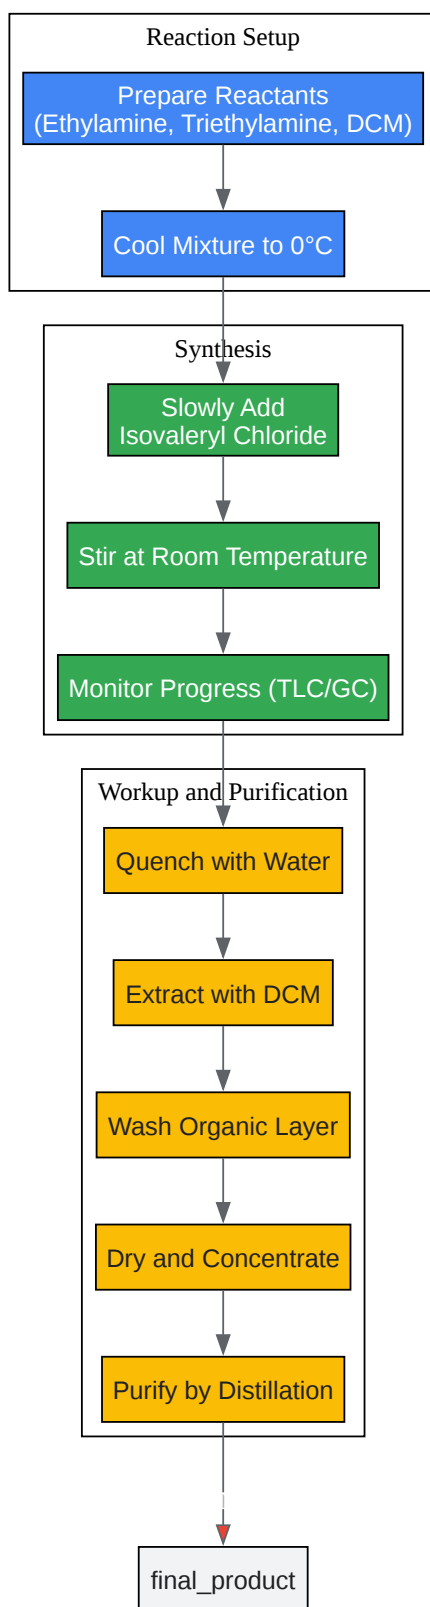 Reaction Setup
Prepare Reactants
(Ethylamine, Triethylamine, DCM)
Cool Mixture to 0°C
Synthesis
Slowly Add
Isovaleryl Chloride
Stir at Room Temperature
Monitor Progress (TLC/GC)
Workup and Purification
Quench with Water
Extract with DCM
Wash Organic Layer
Dry and Concentrate
Purify by Distillation
final_product